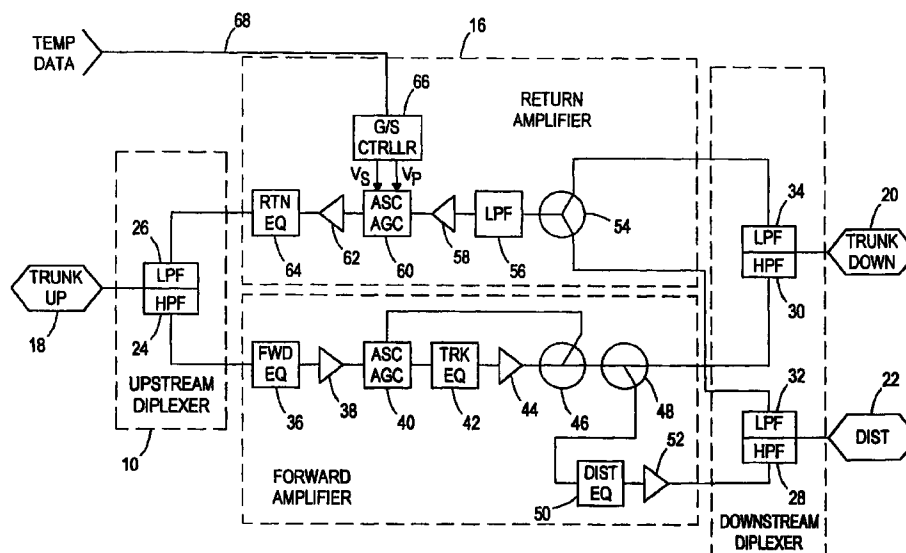 68
16
TEMP
DATA
66
G/S
CTRLLR
RETURN
AMPLIFIER
VS
VP
26
RTN
EQ
ASC
AGC
LPF
54
34
20
64
62
60
58
56
LPF
HPF
TRUNK
DOWN
30
TRUNK
UP
18
LPF
HPF
24
FWD
EQ
ASC
AGC
TRK
EQ
36
38
40
42
44
46
48
32
22
UPSTREAM
DIPLEXER
10
LPF
HPF
DIST
28
52
DIST
EQ
50
FORWARD
AMPLIFIER
DOWNSTREAM
DIPLEXER